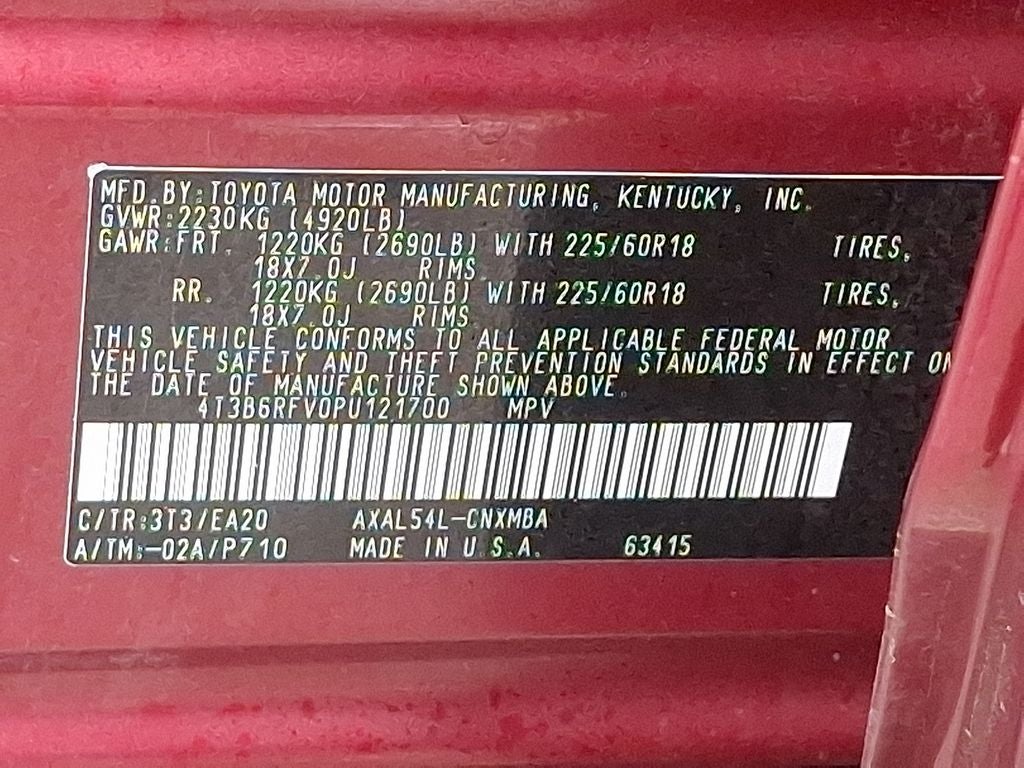 MFD.BY:TOYOTA MOTOR MANUFACTURING, KENTUCKY, INC.
GVWR:2230KG (4920LB)
GAWR:FRT. 1220KG (2690LB) WITH 225/60R18 TIRES,
18X7.0J RIMS
RR. 1220KG (2690LB) WITH 225/60R18 TIRES,
18X7.0J RIMS
THIS VEHICLE CONFORMS TO ALL APPLICABLE FEDERAL MOTOR
VEHICLE SAFETY AND THEFT PREVENTION STANDARDS IN EFFECT ON
THE DATE OF MANUFACTURE SHOWN ABOVE.
4T3B6RFV0PU121700 MPV
C/TR:3T3/EA20 AXAL54L-CNXMBA
A/TM:-02A/P710 MADE IN U.S.A. 63415